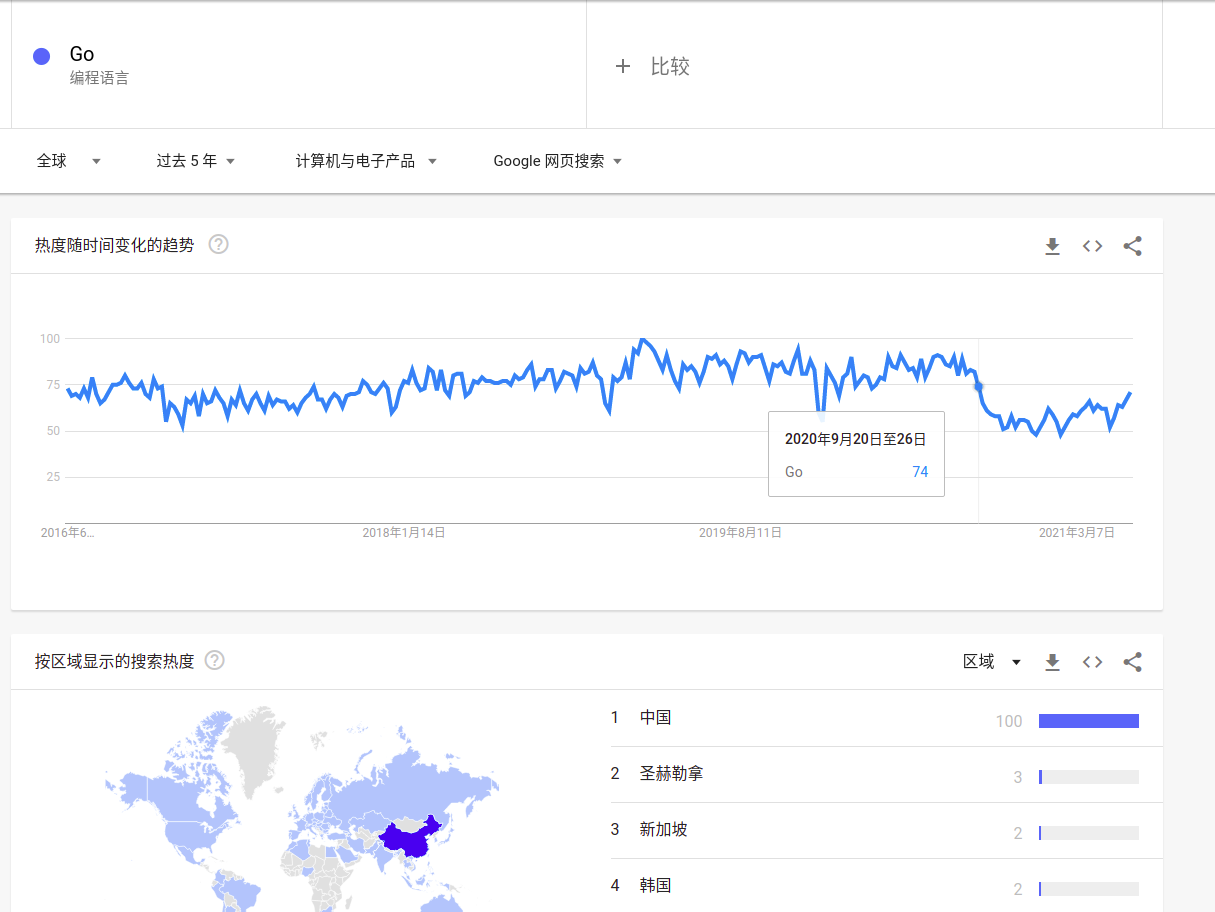 Go
编程语言
+ 比较
全球
过去 5 年
计算机与电子产品
Google 网页搜索
热度随时间变化的趋势
?
100
75
50
25
2020年9月20日至26日
Go 74
2016年6...
2018年1月14日
2019年8月11日
2021年3月7日
按区域显示的搜索热度
?
区域
1 中国 100
2 圣赫勒拿 3
3 新加坡 2
4 韩国 2